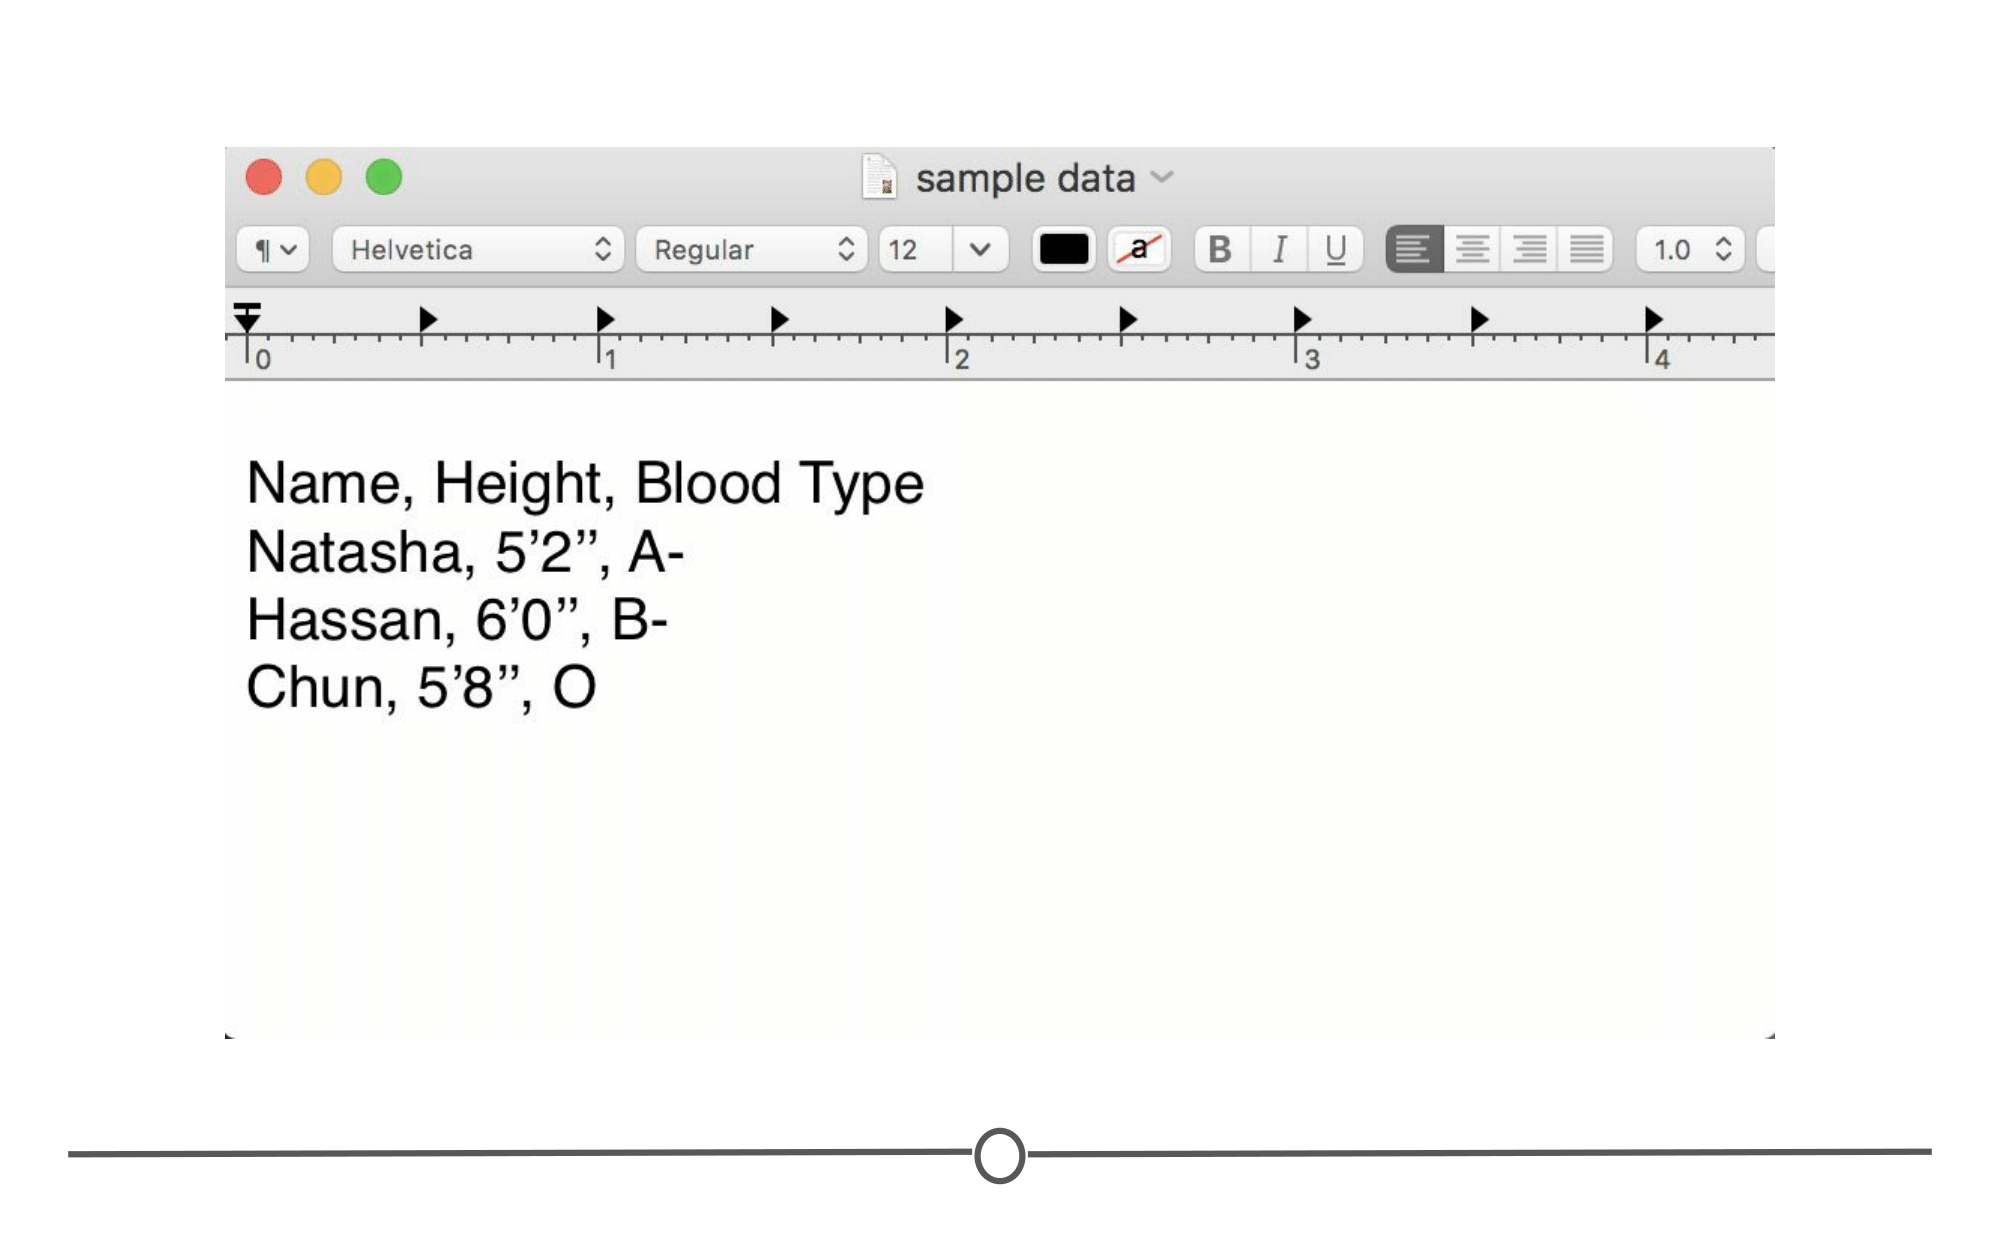 sample data
¶ Helvetica Regular 12 a B I U 1.0
0 1 2 3 4
Name, Height, Blood Type
Natasha, 5’2”, A-
Hassan, 6’0”, B-
Chun, 5’8”, O